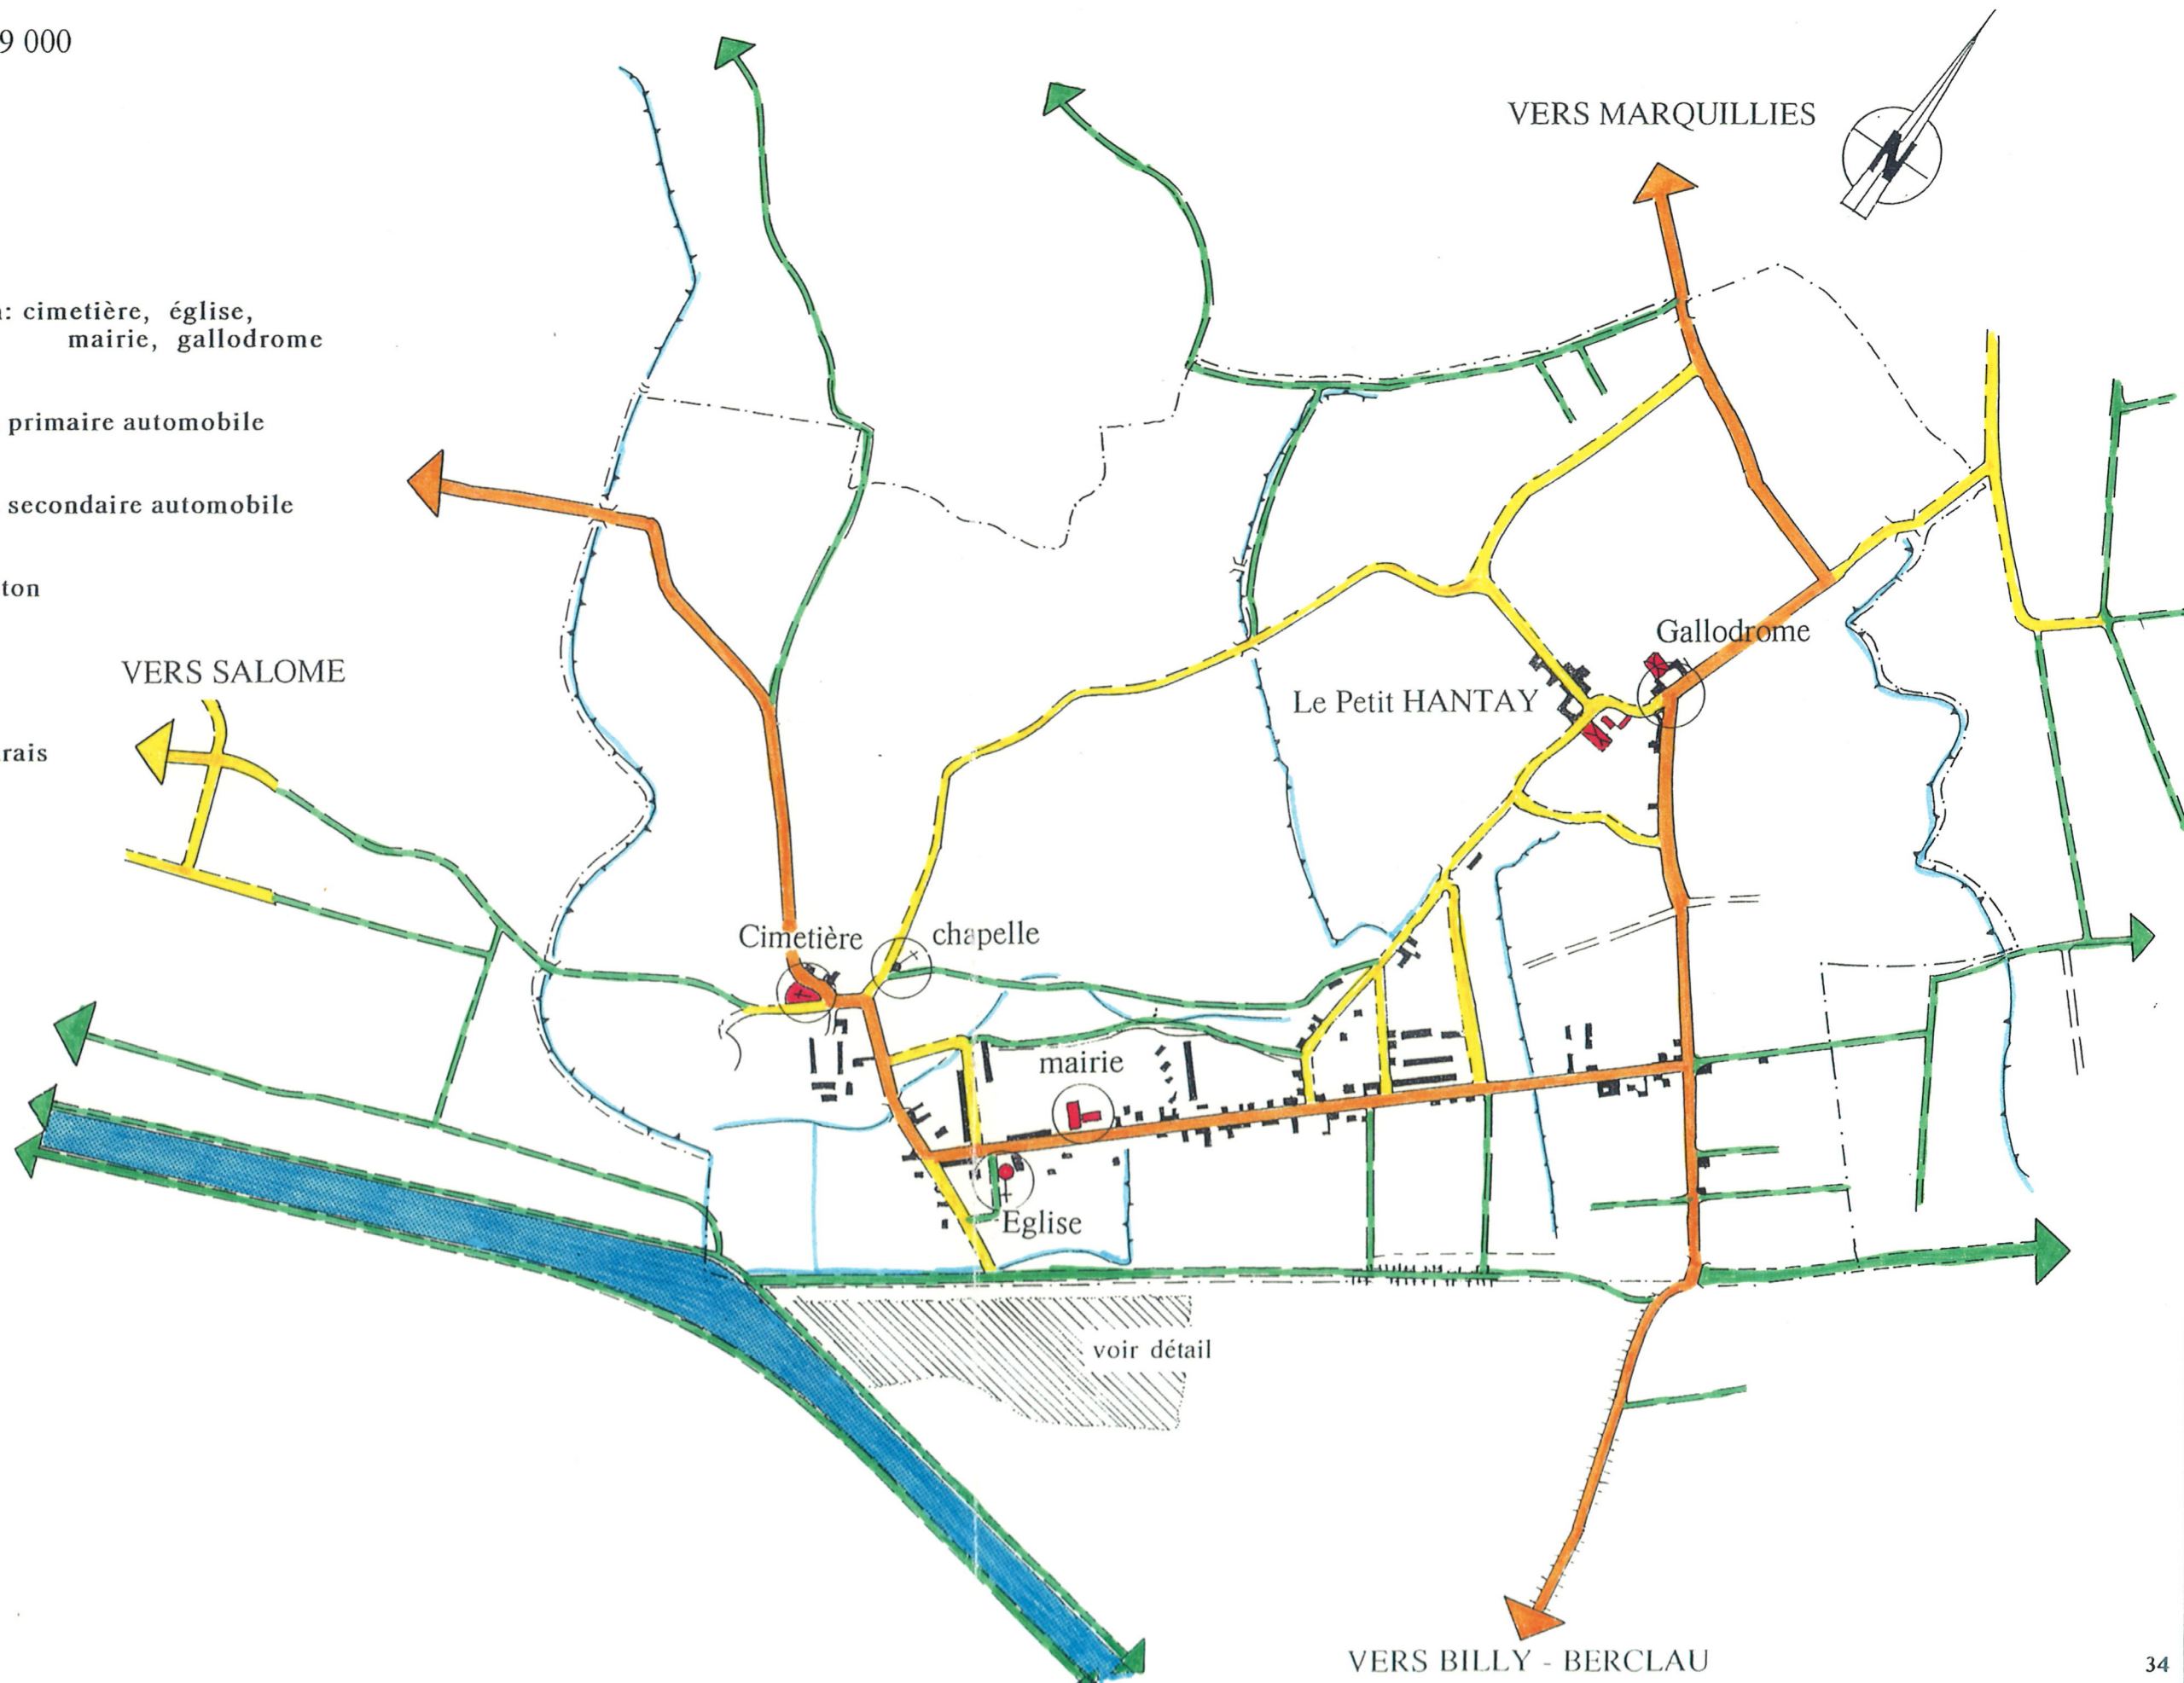 9 000
VERS MARQUILLIES
N
: cimetière, église,
mairie, gallodrome
primaire automobile
secondaire automobile
ton
VERS SALOME
rais
Gallodrome
Le Petit HANTAY
Cimetière
chapelle
mairie
Eglise
voir détail
VERS BILLY - BERCLAU
34